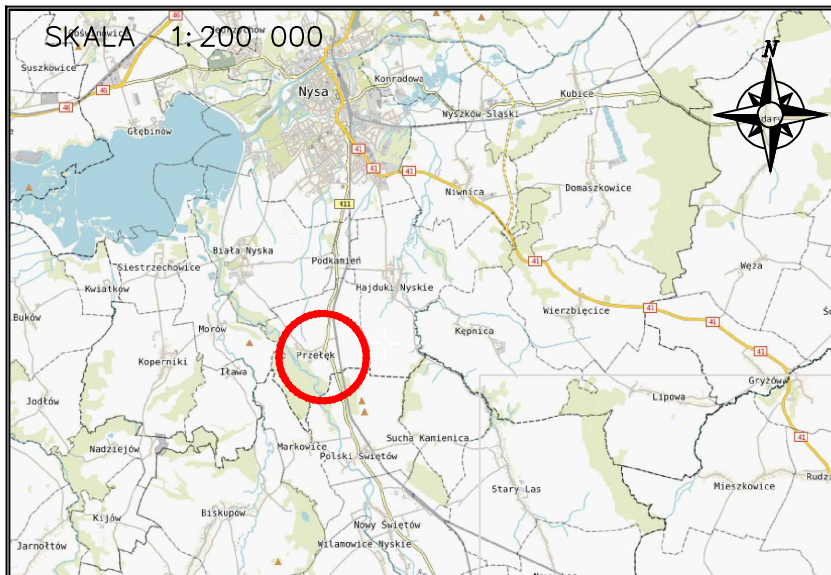 SKALA 1: 200 000
N
46
46
46
Suszkowice
Konradowa
Nysa
Kubice
Wyszków Śląski
Głębinów
41
41
41
Niwnica
Domaszkowice
411
Biała Nyska
Podkamień
Siestrzechowice
41
Węża
Kwiatków
Hajduki Nyskie
41
Buków
Wierzbięcice
41
Morów
Kępnica
Przełęk
Koperniki
Iława
Gryżów
Jodłów
Lipowa
41
Sucha Kamienica
Nadziejów
Markowice
Polski Świętów
Mieszkowice
Stary Las
Kijów
Biskupów
Nowy Świętów
Jarnołtów
Wilamowice Nyskie